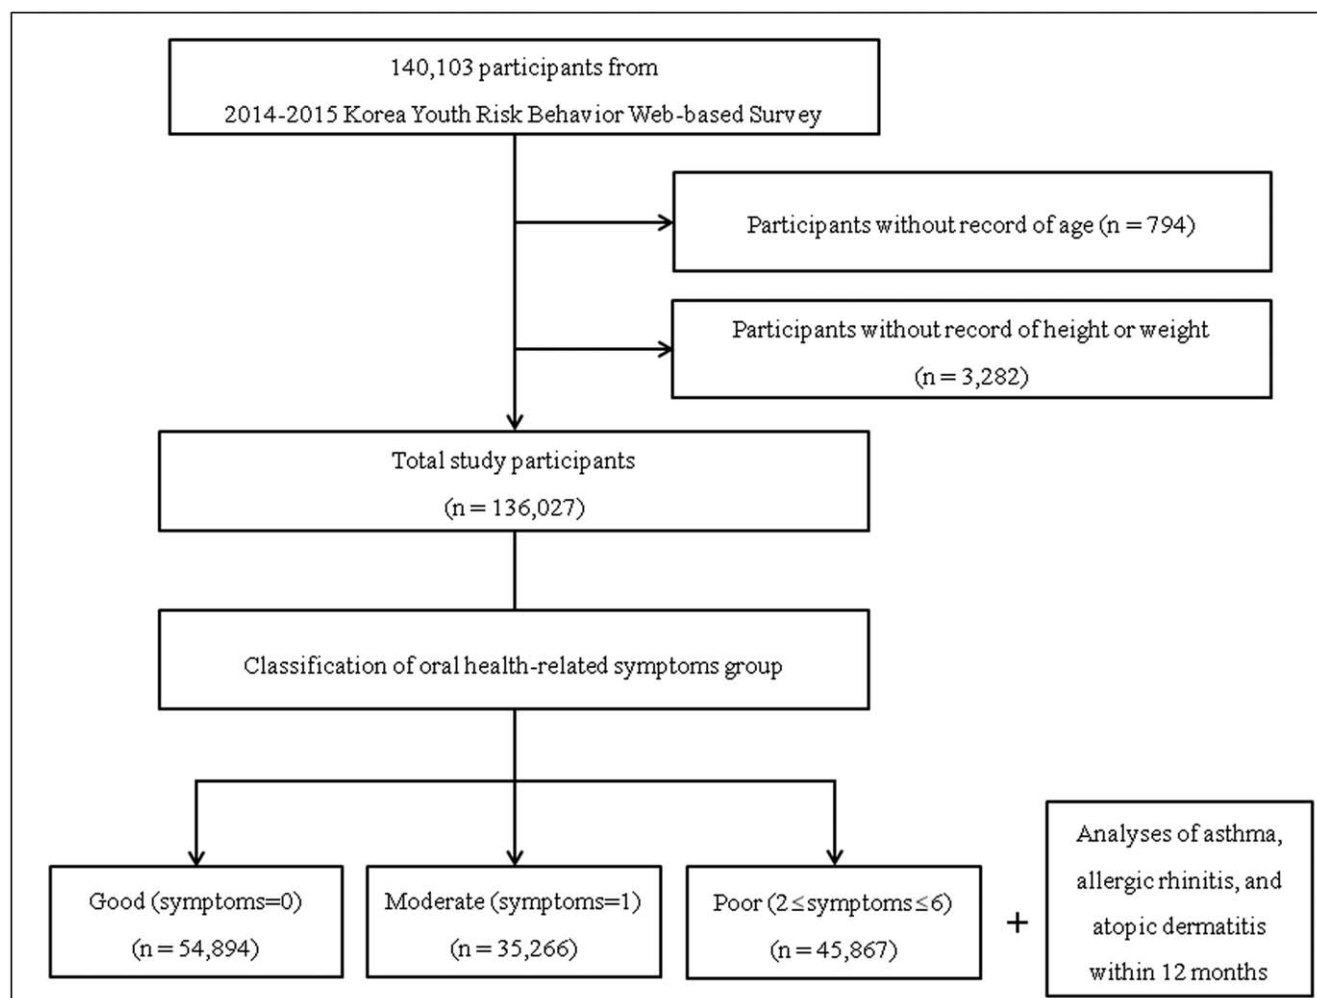 140,103 participants from
2014-2015 Korea Youth Risk Behavior Web-based Survey
Participants without record of age (n = 794)
Participants without record of height or weight
(n = 3,282)
Total study participants
(n = 136,027)
Classification of oral health-related symptoms group
Good (symptoms=0)
(n = 54,894)
Moderate (symptoms=1)
(n = 35,266)
Poor (2≤symptoms≤6)
(n = 45,867)
+
Analyses of asthma,
allergic rhinitis, and
atopic dermatitis
within 12 months